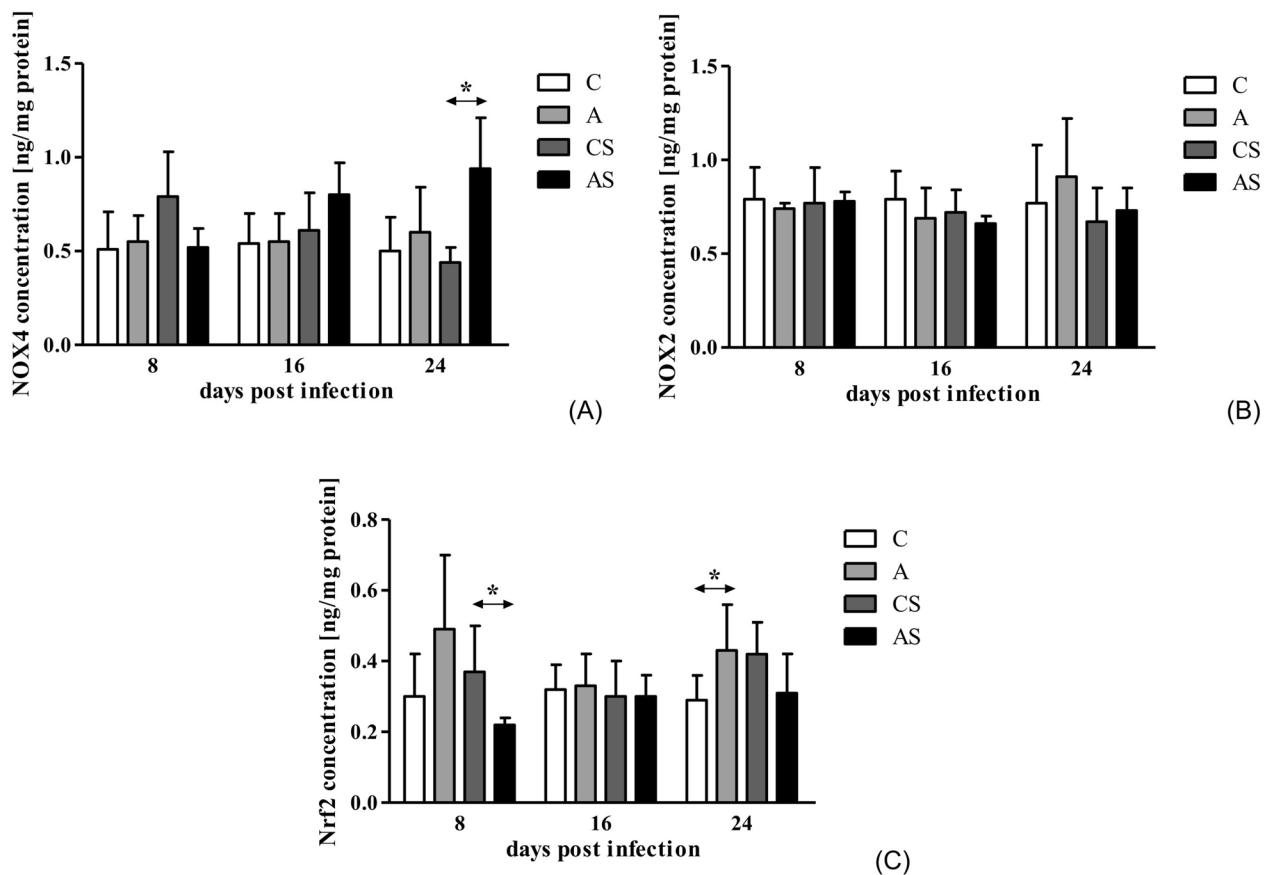 NOX4 concentration [ng/mg protein]
1.5
1.0
0.5
0.0
*
C
A
CS
AS
8 16 24
days post infection
(A)
NOX2 concentration [ng/mg protein]
1.5
1.0
0.5
0.0
C
A
CS
AS
8 16 24
days post infection
(B)
Nrf2 concentration [ng/mg protein]
0.8
0.6
0.4
0.2
0.0
*
*
C
A
CS
AS
8 16 24
days post infection
(C)